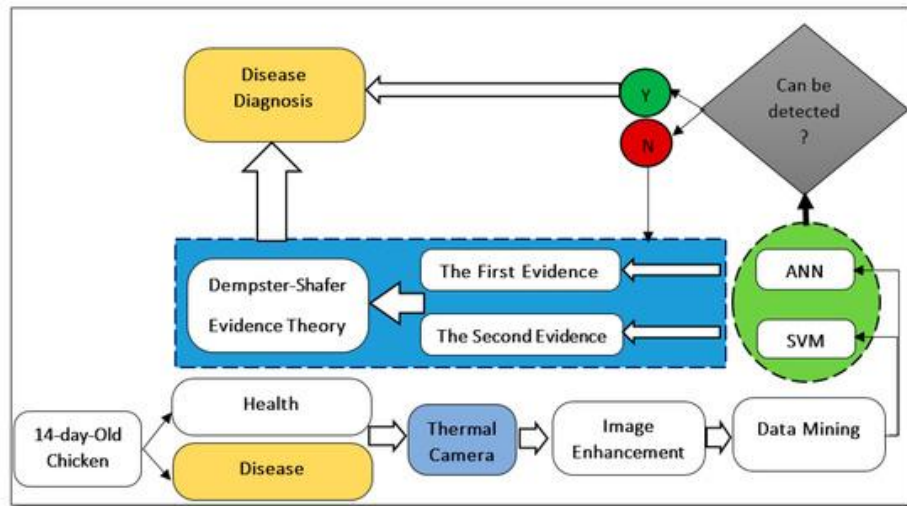 Disease
Diagnosis
Y
N
Can be
detected
?
Dempster-Shafer
Evidence Theory
The First Evidence
The Second Evidence
ANN
SVM
14-day-Old
Chicken
Health
Disease
Thermal
Camera
Image
Enhancement
Data Mining